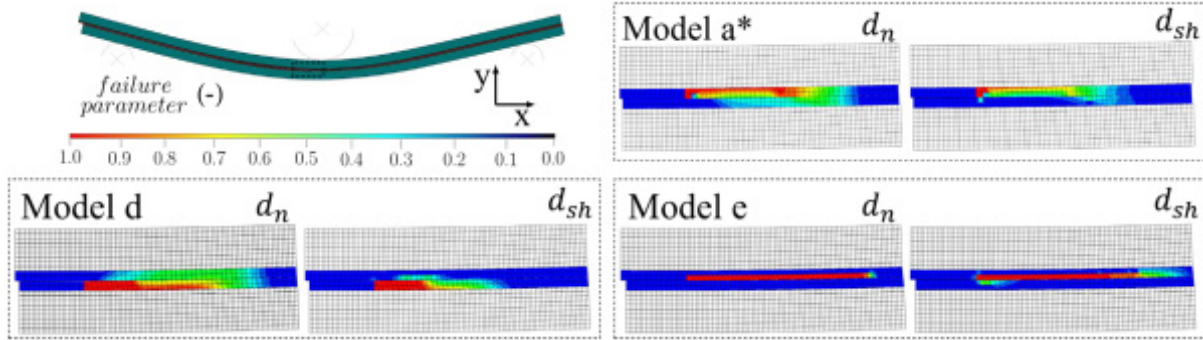 Model a* d_n d_sh
y
failure
parameter (-)
x
1.0 0.9 0.8 0.7 0.6 0.5 0.4 0.3 0.2 0.1 0.0
Model d d_n d_sh
Model e d_n d_sh